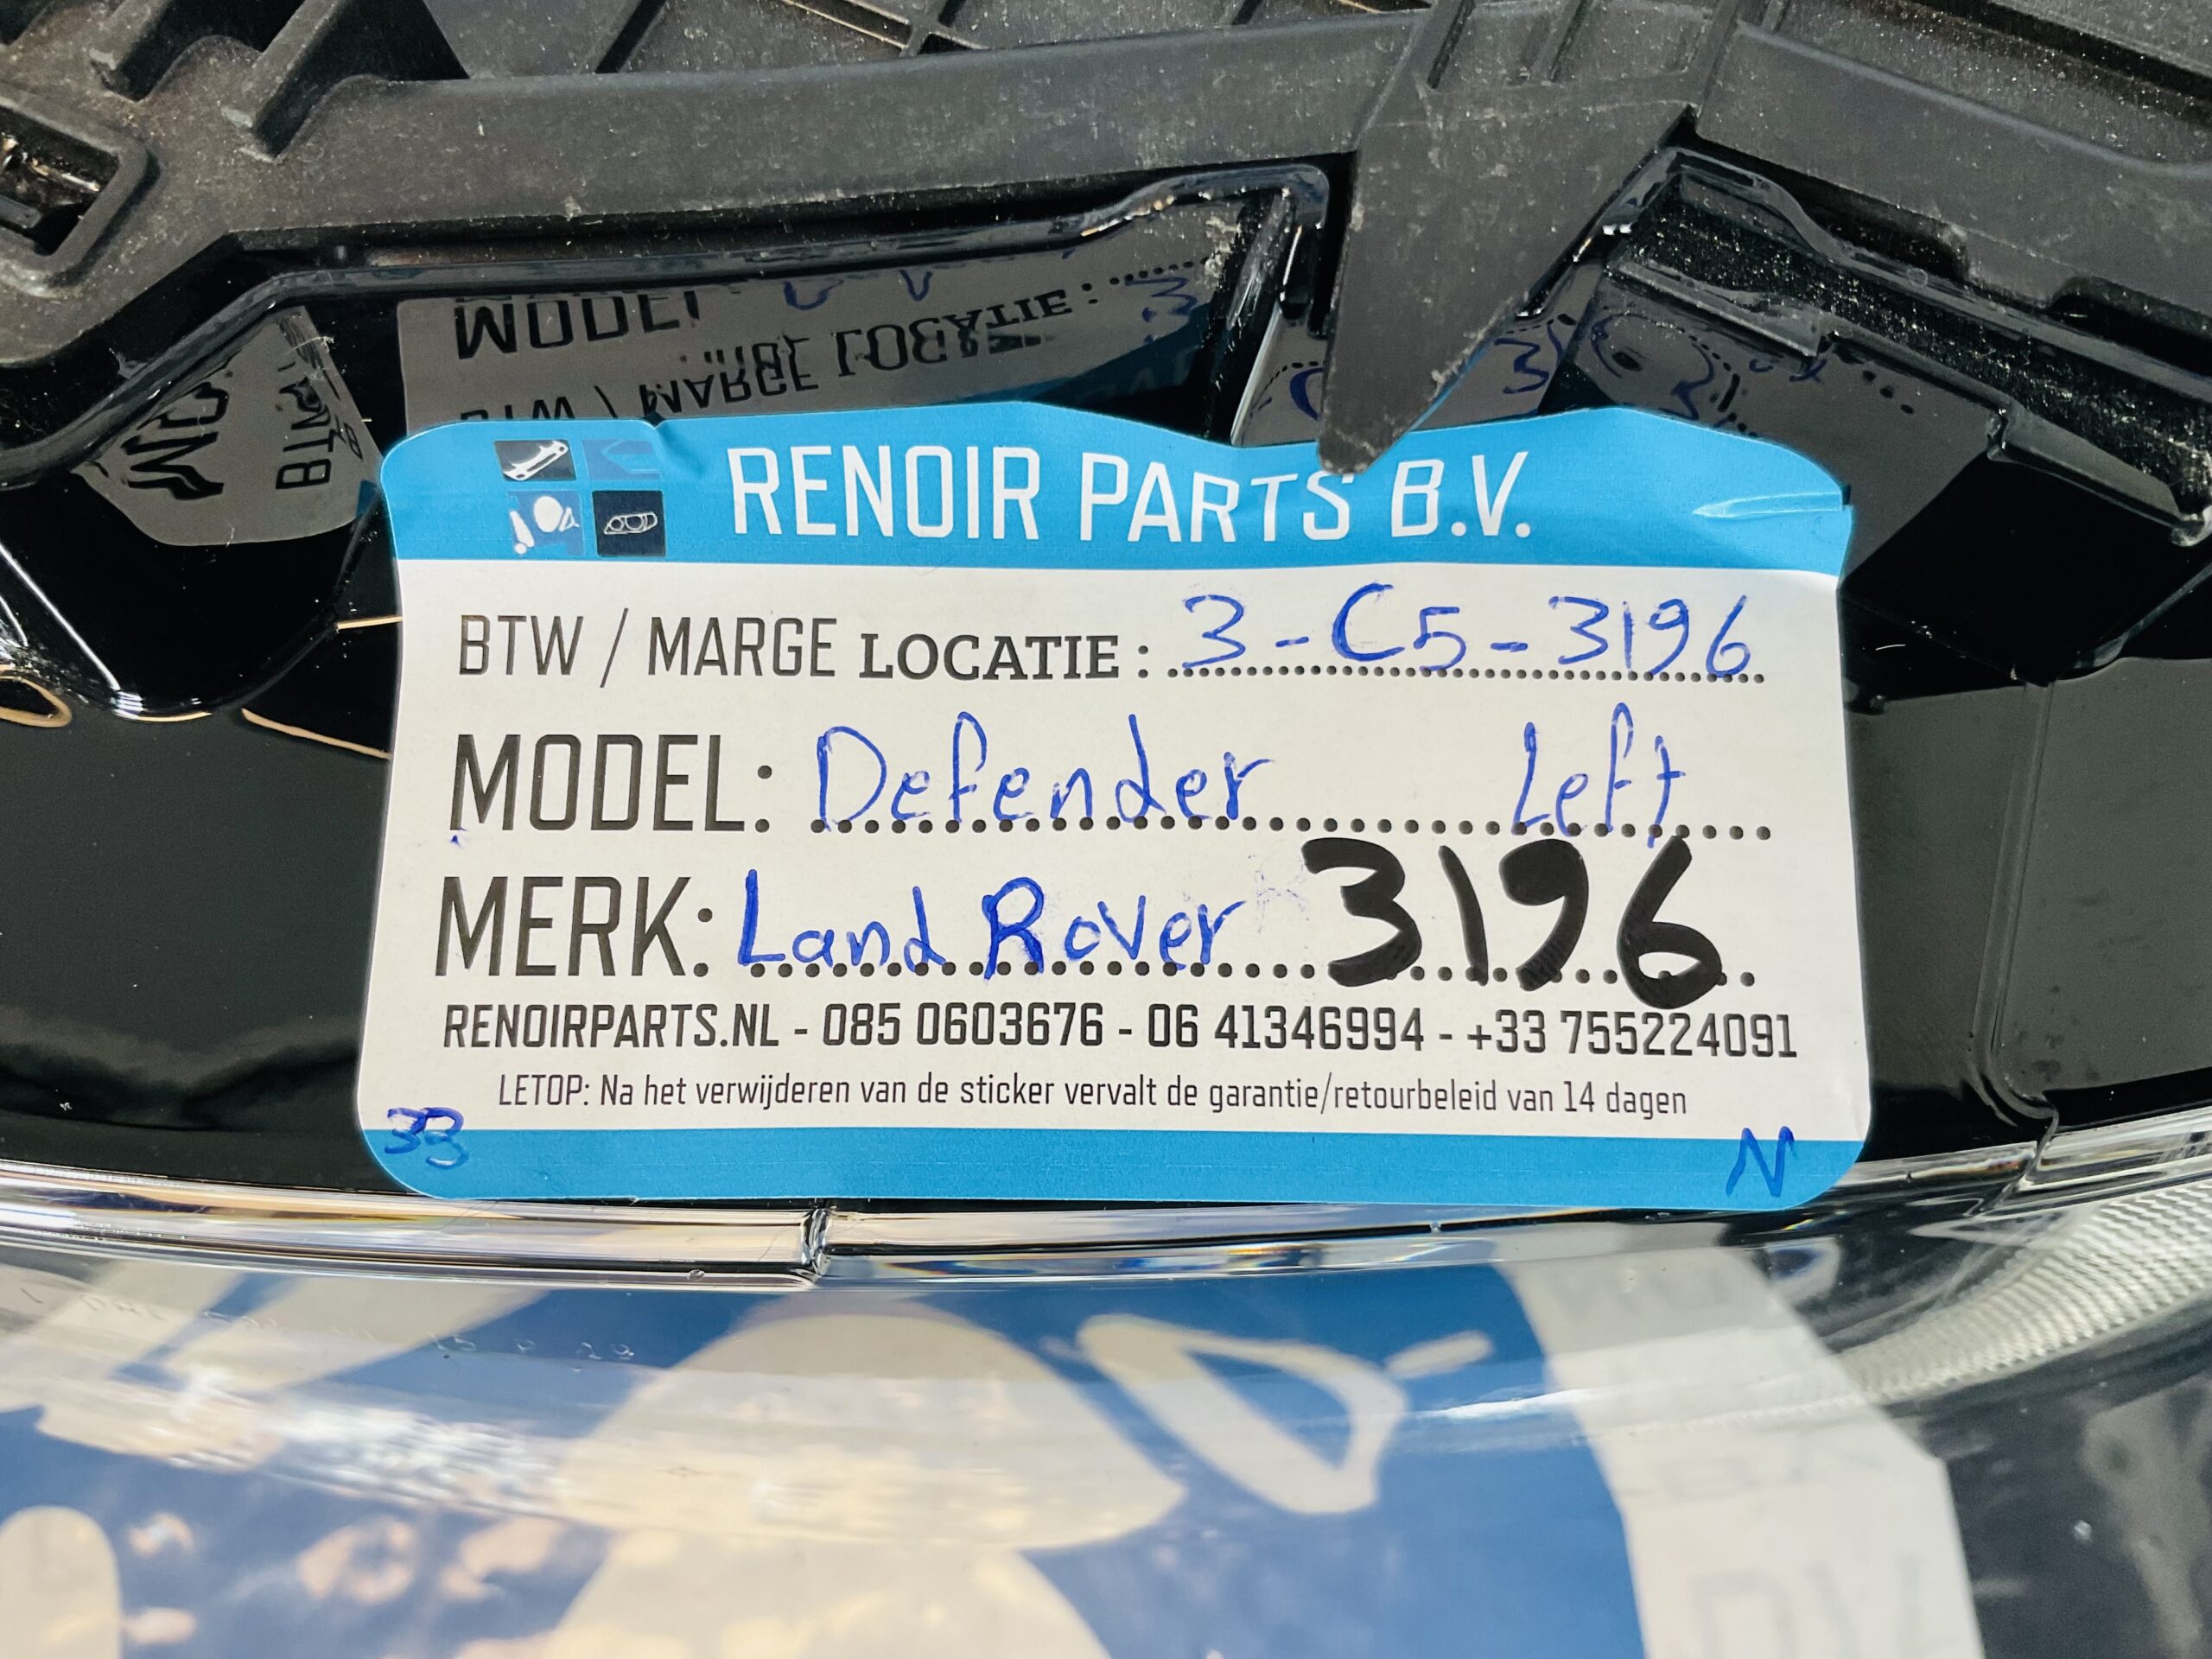 RENOIR PARTS B.V.
BTW / MARGE LOCATIE : 3-C5-3196
MODEL: Defender Left
MERK: Land Rover 3196
RENOIRPARTS.NL - 085 0603676 - 06 41346994 - +33 755224091
LETOP: Na het verwijderen van de sticker vervalt de garantie/retourbeleid van 14 dagen
33 N